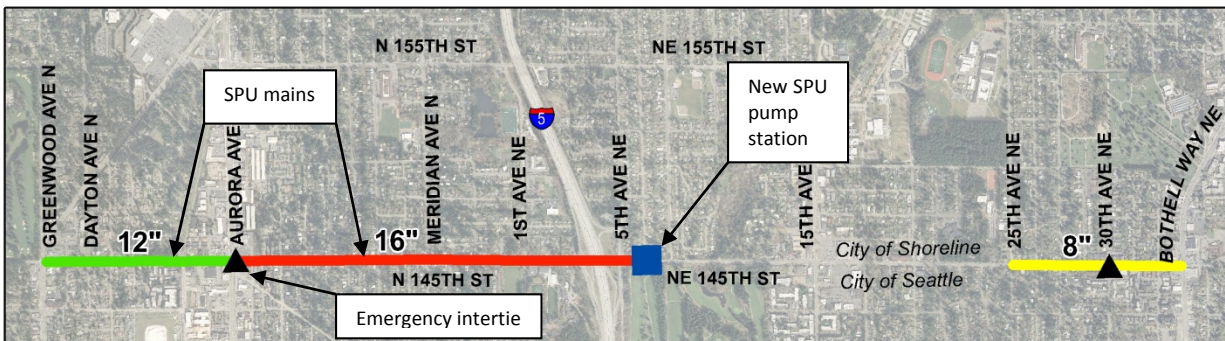 N 155TH ST
NE 155TH ST
SPU mains
New SPU
pump
station
5
GREENWOOD AVE N
DAYTON AVE N
AURORA AVE
MERIDIAN AVE N
1ST AVE NE
5TH AVE NE
15TH AVE NE
25TH AVE NE
30TH AVE NE
BOTHELL WAY NE
12"
16"
8"
City of Shoreline
City of Seattle
N 145TH ST
NE 145TH ST
Emergency intertie